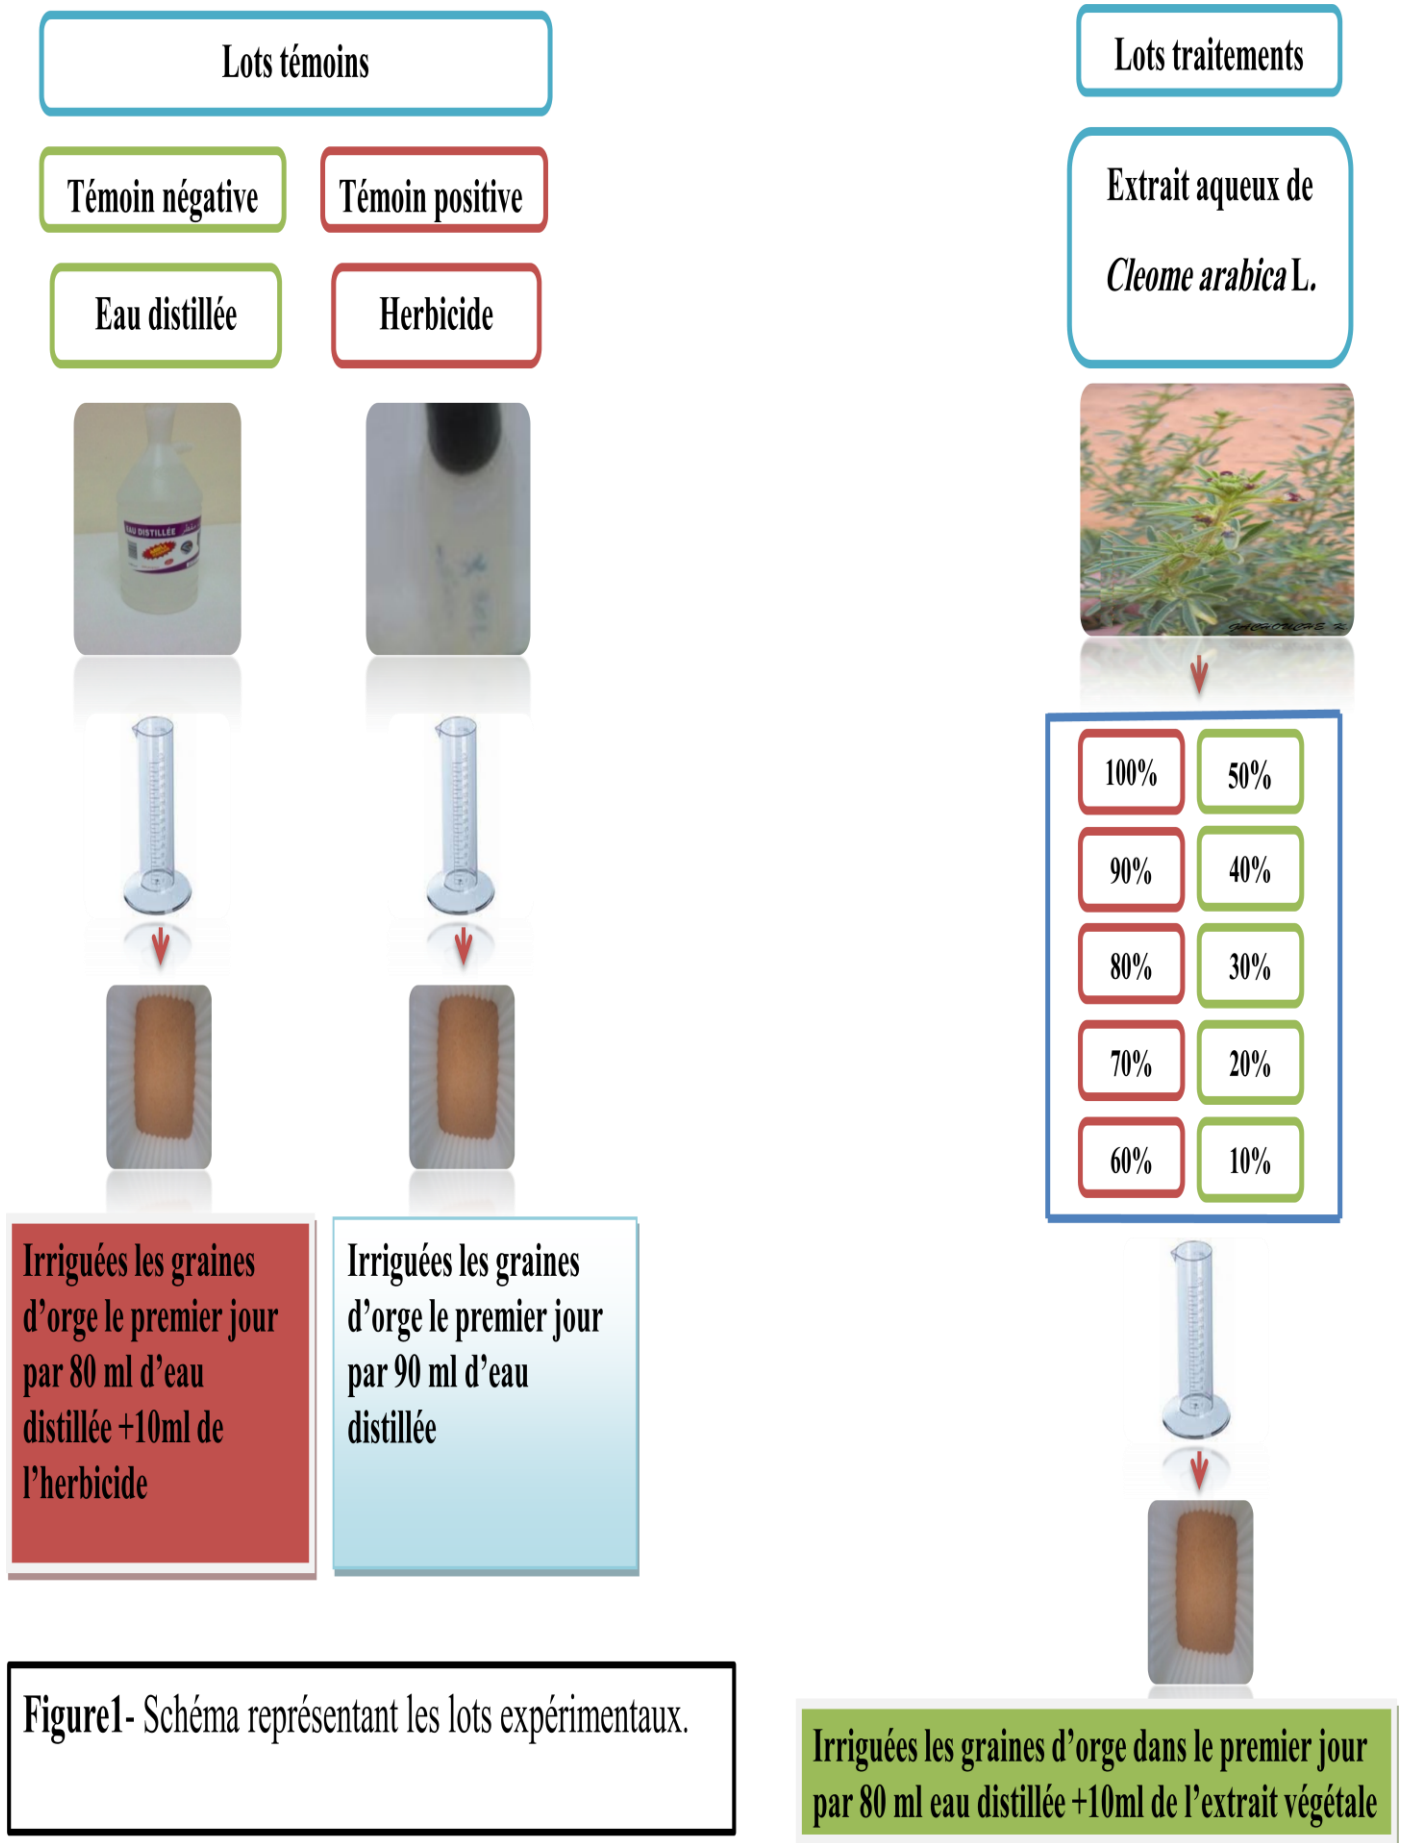 Lots témoins
Témoin négative
Témoin positive
Eau distillée
Herbicide
EAU DISTILLÉE
Irriguées les graines
d’orge le premier jour
par 80 ml d’eau
distillée +10ml de
l’herbicide
Irriguées les graines
d’orge le premier jour
par 90 ml d’eau
distillée
Lots traitements
Extrait aqueux de
Cleome arabica L.
GACHOUCHE K.
100%
50%
90%
40%
80%
30%
70%
20%
60%
10%
Irriguées les graines d’orge dans le premier jour
par 80 ml eau distillée +10ml de l’extrait végétale
Figure1- Schéma représentant les lots expérimentaux.